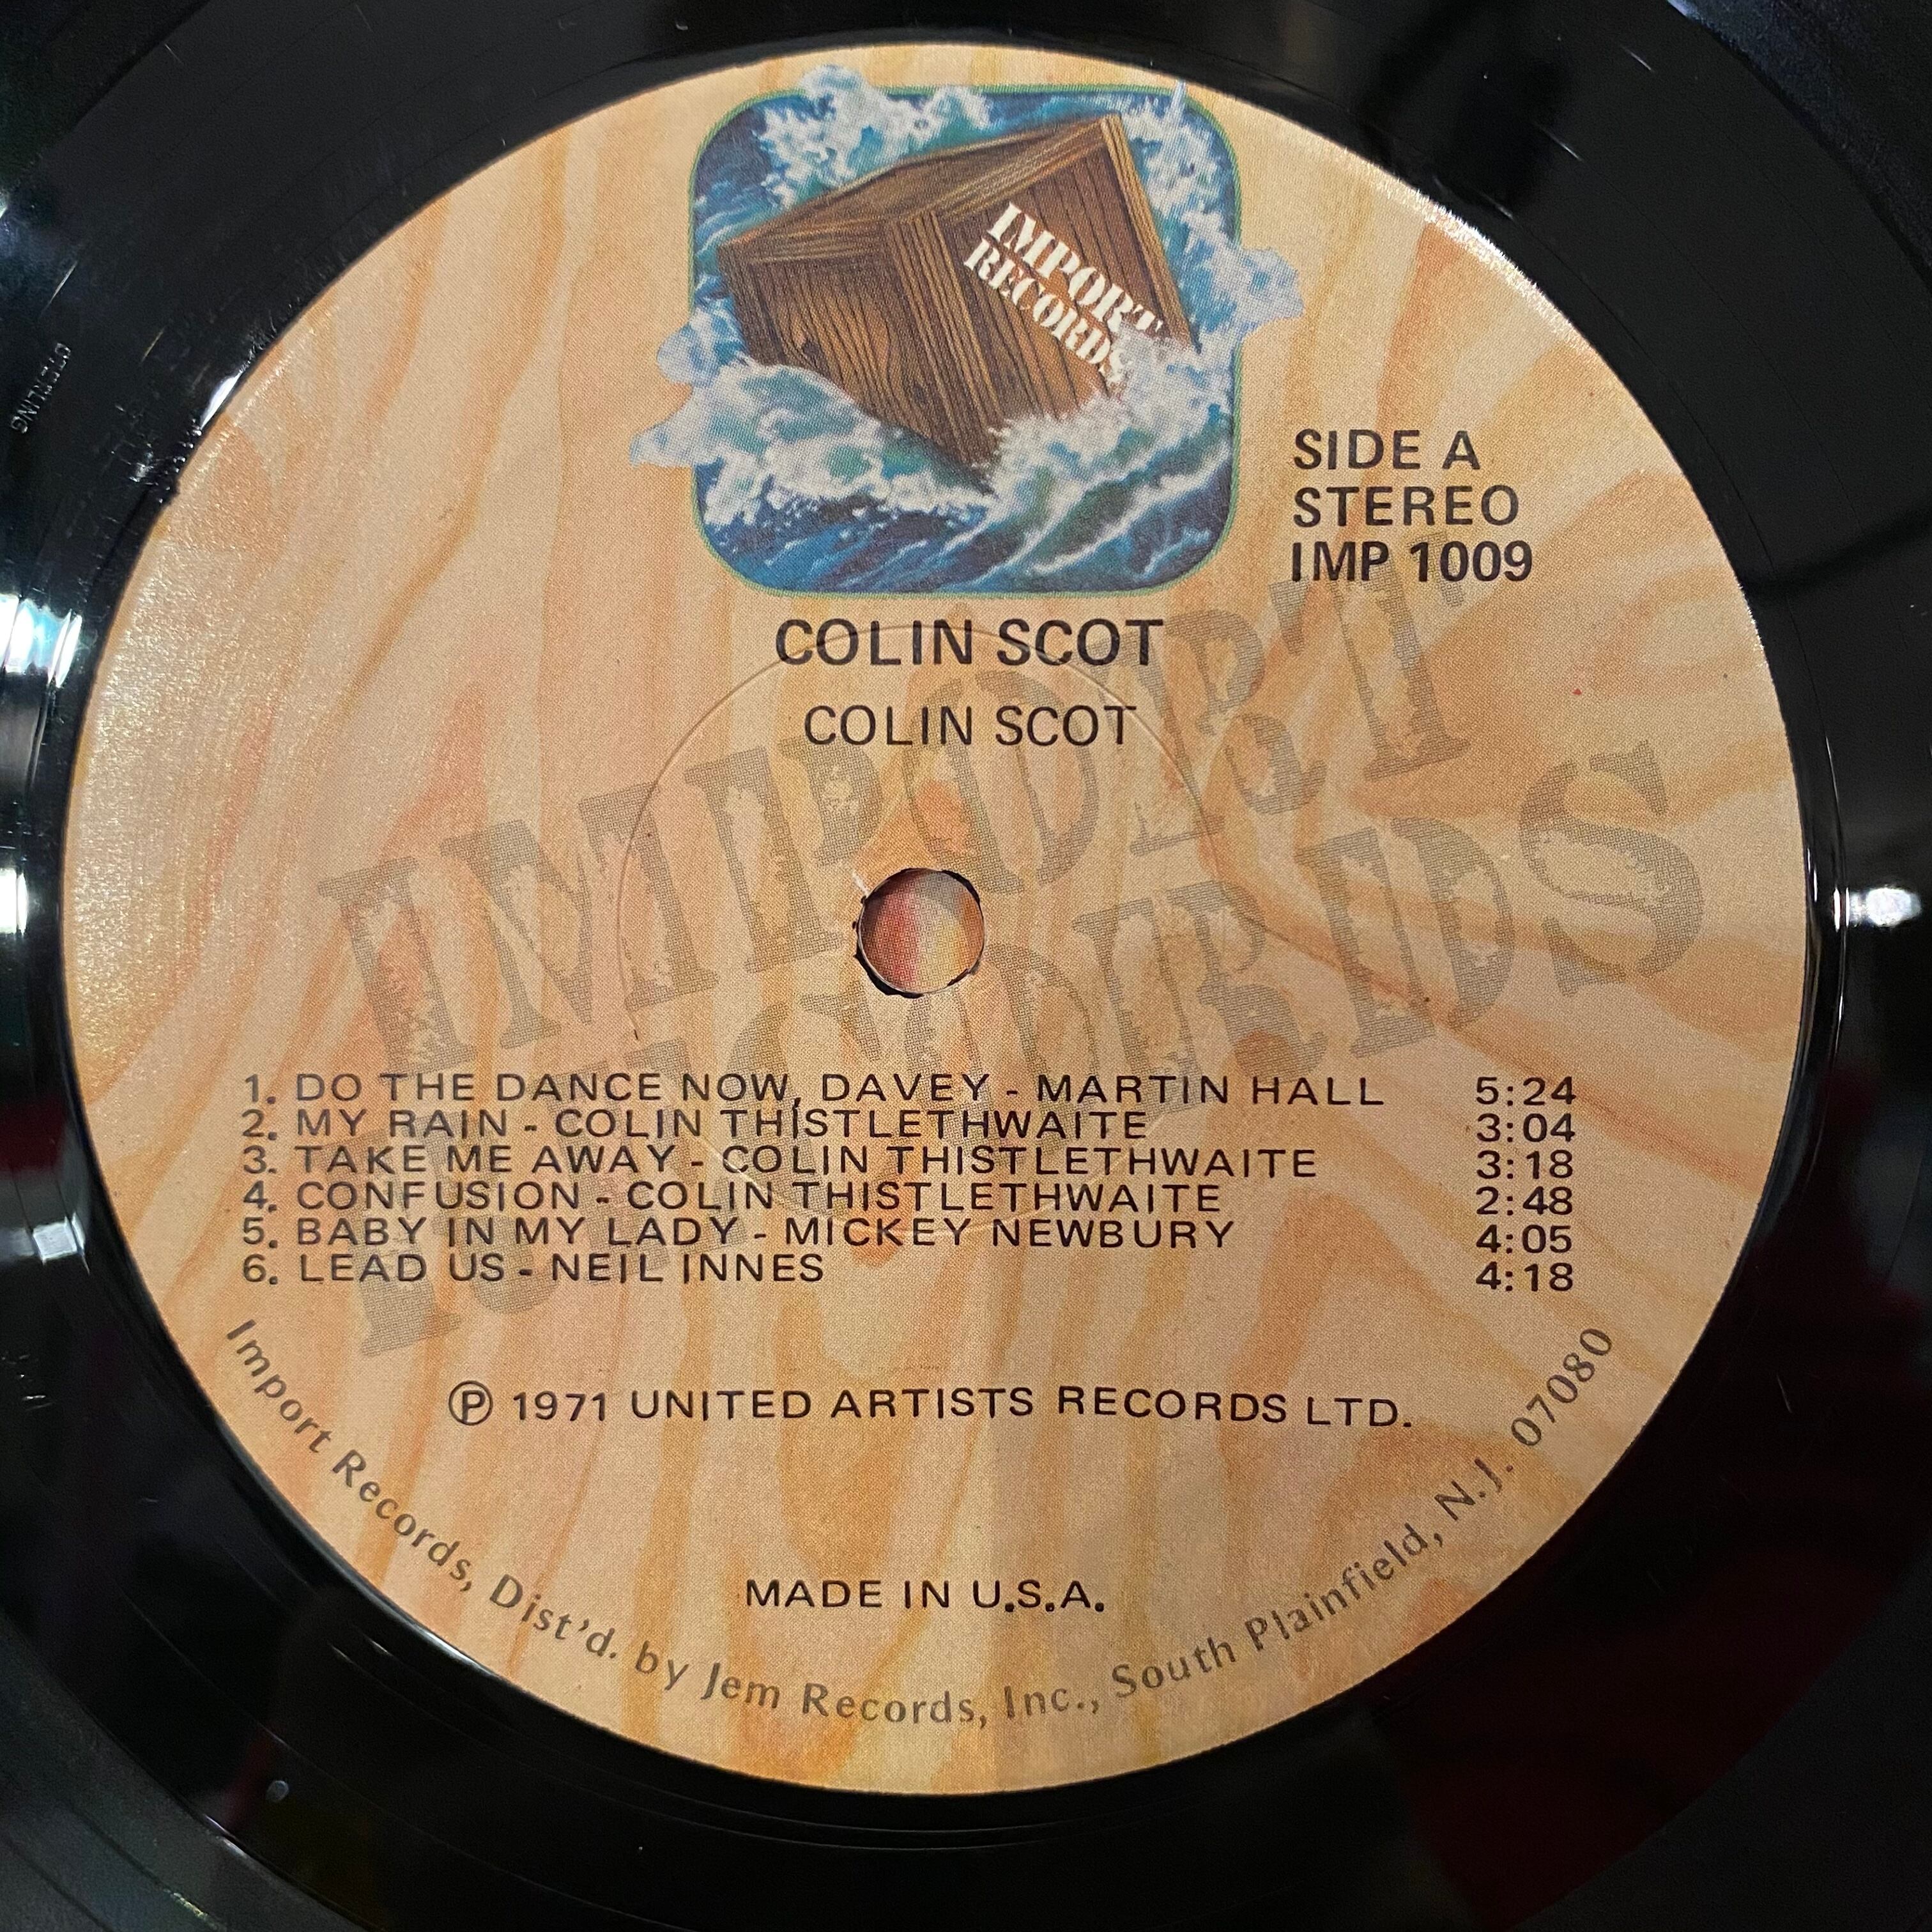 IMPORT
RECORDS
SIDE A
STEREO
IMP 1009
COLIN SCOT
COLIN SCOT
IMPORT
RECORDS
1. DO THE DANCE NOW, DAVEY - MARTIN HALL 5:24
2. MY RAIN - COLIN THISTLETHWAITE 3:04
3. TAKE ME AWAY - COLIN THISTLETHWAITE 3:18
4. CONFUSION - COLIN THISTLETHWAITE 2:48
5. BABY IN MY LADY - MICKEY NEWBURY 4:05
6. LEAD US - NEIL INNES 4:18
Ⓟ 1971 UNITED ARTISTS RECORDS LTD.
MADE IN U.S.A.
Import Records, Dist'd. by Jem Records, Inc., South Plainfield, N.J. 07080
STERLING